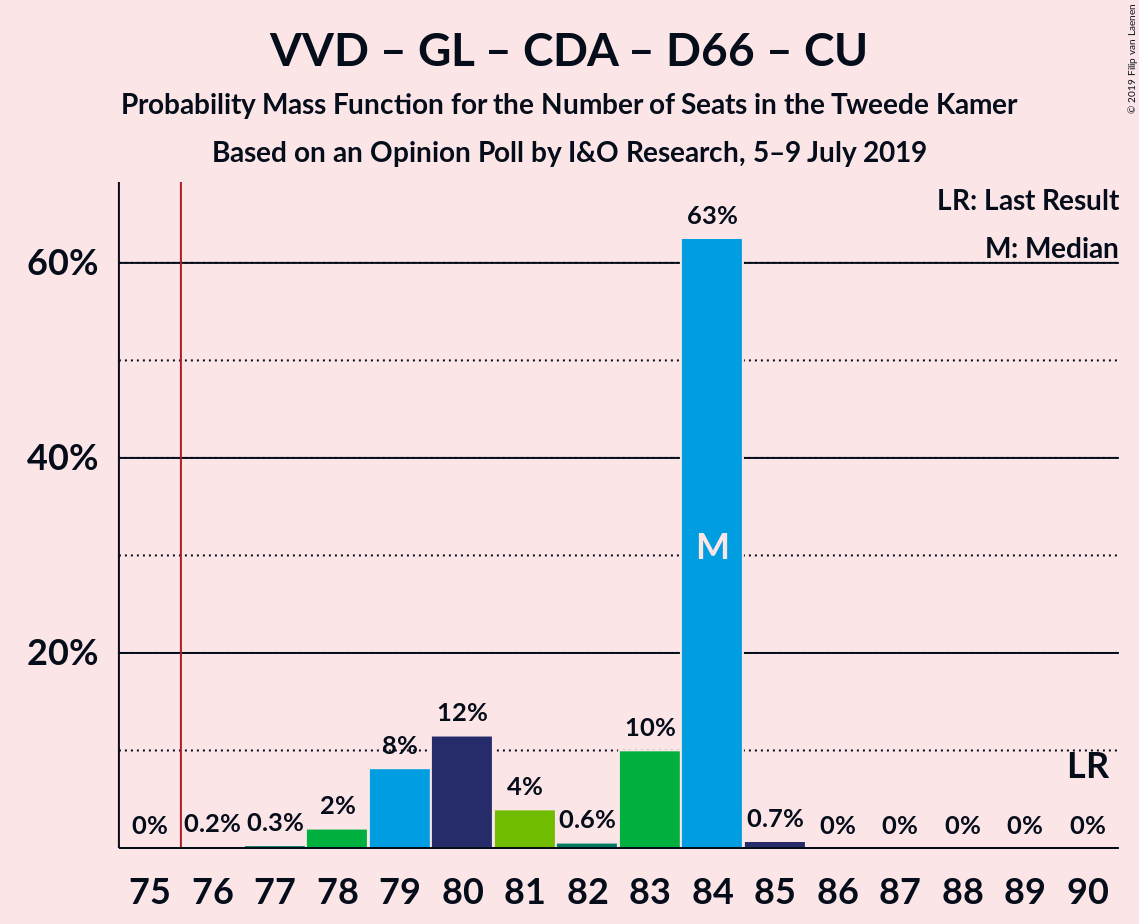 VVD – GL – CDA – D66 – CU
Probability Mass Function for the Number of Seats in the Tweede Kamer
Based on an Opinion Poll by I&O Research, 5–9 July 2019
© 2019 Filip van Laenen
LR: Last Result
M: Median
60%
40%
20%
0%
0.2%
0.3%
2%
8%
12%
4%
0.6%
10%
63%
0.7%
0%
0%
0%
0%
0%
M
LR
75 76 77 78 79 80 81 82 83 84 85 86 87 88 89 90